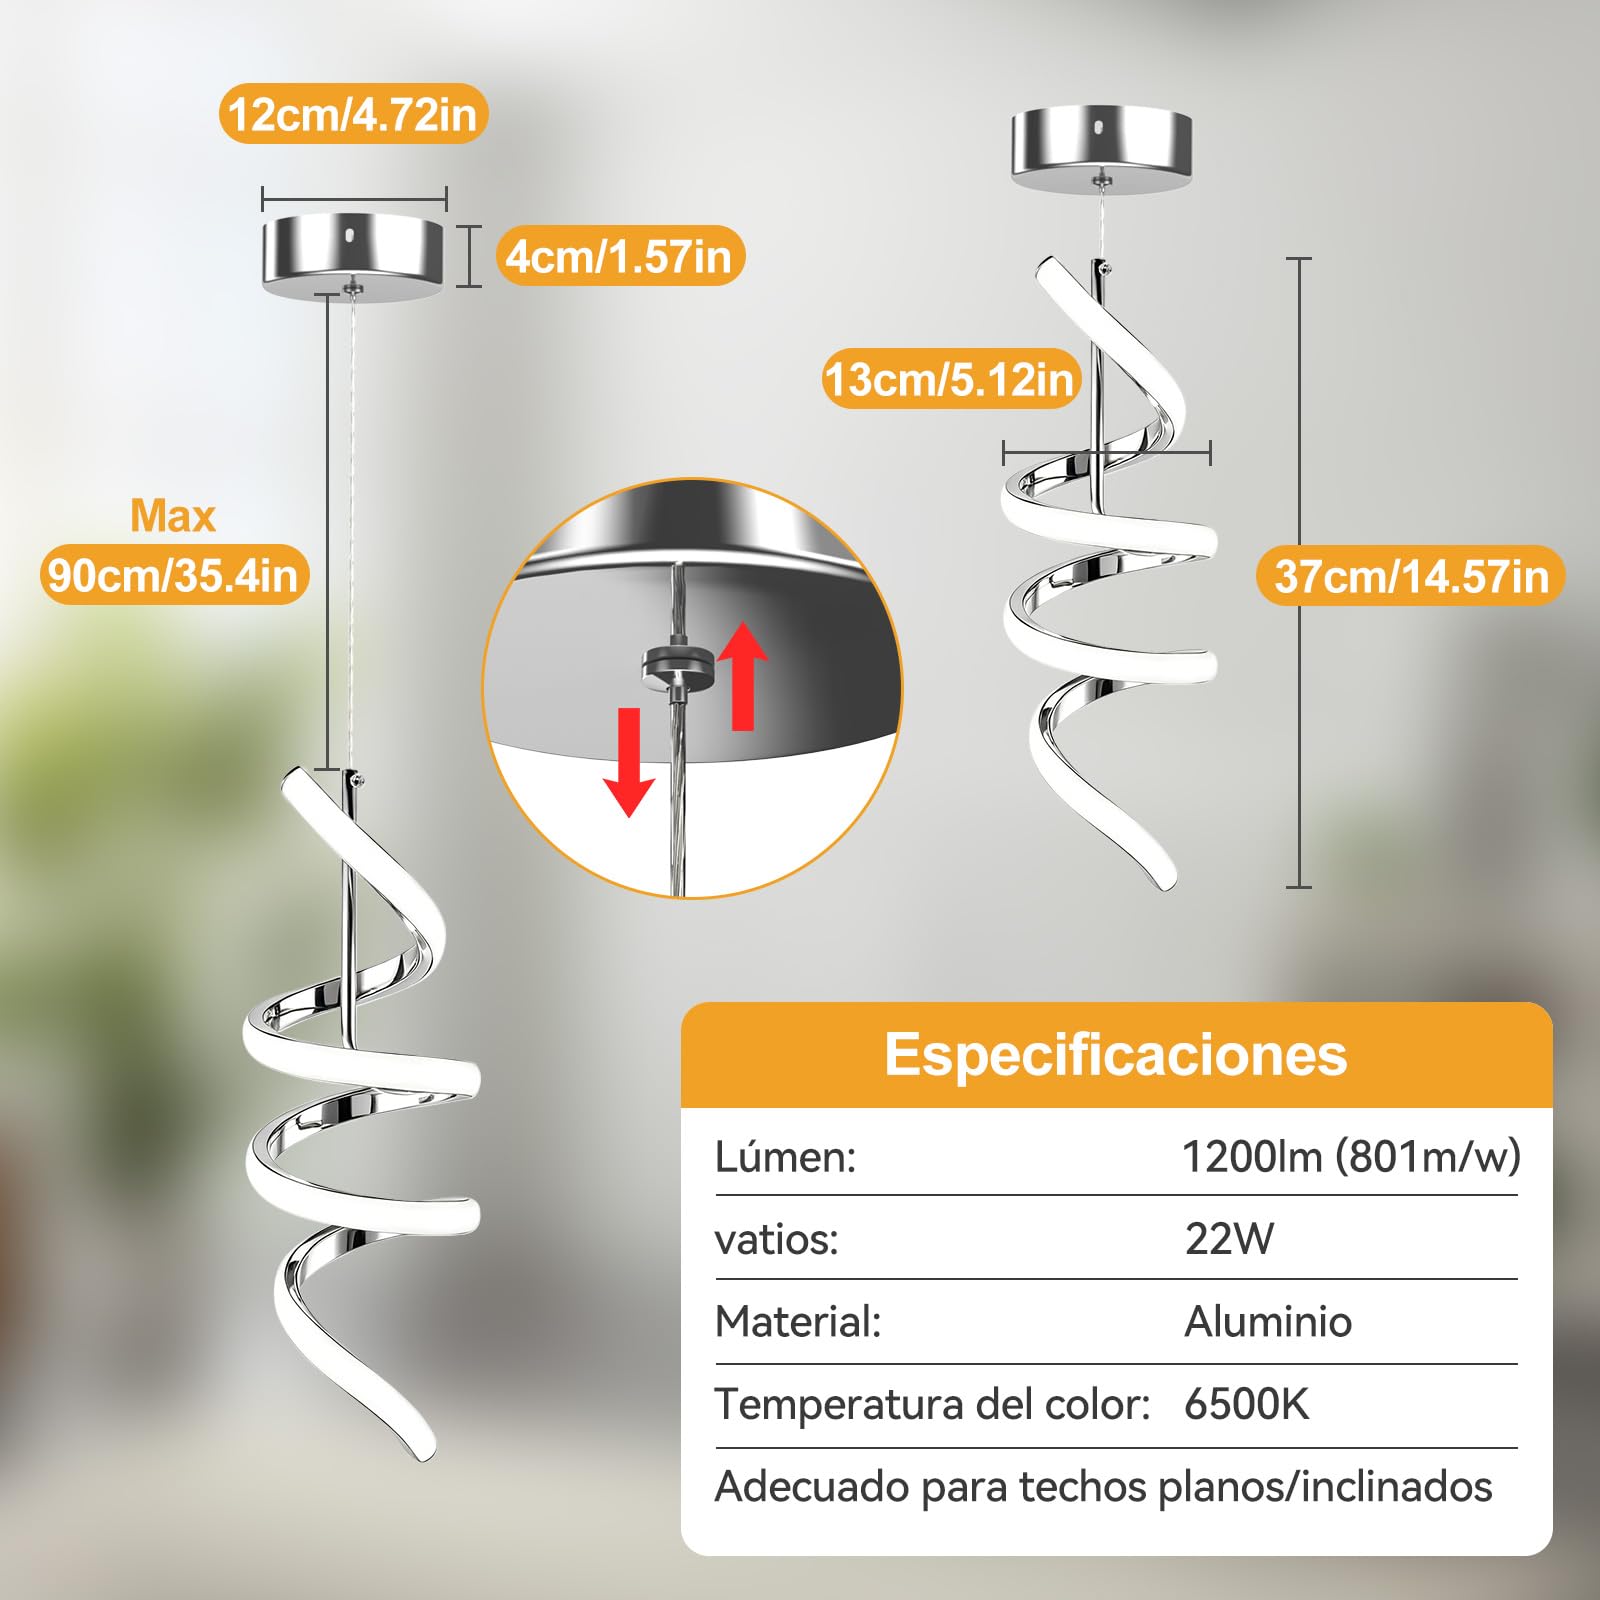 12cm/4.72in
4cm/1.57in
13cm/5.12in
Max
90cm/35.4in
37cm/14.57in
Especificaciones
Lúmen: 1200lm (801m/w)
vatios: 22W
Material: Aluminio
Temperatura del color: 6500K
Adecuado para techos planos/inclinados